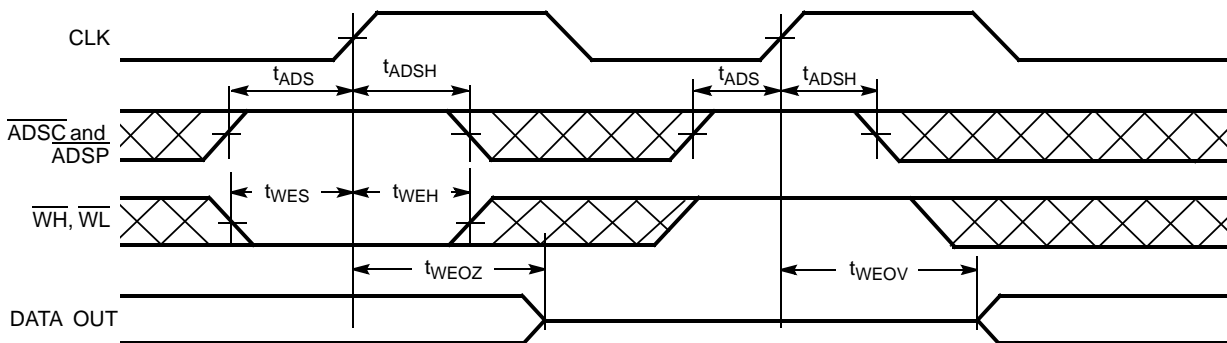 CLK
tADS tADSH tADS tADSH
ADSC and
ADSP
tWES tWEH
WH, WL
tWEOZ tWEOV
DATA OUT